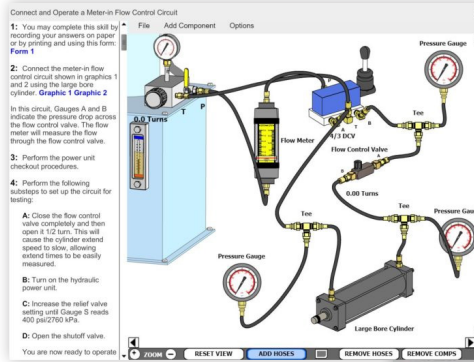 Connect and Operate a Meter-in Flow Control Circuit
File Add Component Options
1: You may complete this skill by
recording your answers on paper
or by printing and using this form:
Form 1
2: Connect the meter-in flow
control circuit shown in graphics 1
and 2 using the large bore
cylinder. Graphic 1 Graphic 2
In this circuit, Gauges A and B
indicate the pressure drop across
the flow control valve. The flow
meter will measure the flow
through the flow control valve.
3: Perform the power unit
checkout procedures.
4: Perform the following
substeps to set up the circuit for
testing:
A: Close the flow control
valve completely and then
open it 1/2 turn. This will
cause the cylinder extend
speed to slow, allowing
extend times to be easily
measured.
B: Turn on the hydraulic
power unit.
C: Increase the relief valve
setting until Gauge S reads
400 psi/2760 kPa.
D: Open the shutoff valve.
You are now ready to operate
Pressure Gauge
T P
0.0 Turns
Flow Meter
P
A T B
4/3 DCV
Tee
Flow Control Valve
B A
0.00 Turns
Tee
Tee
Pressure Gau
Pressure Gauge
Large Bore Cylinder
+ ZOOM − RESET VIEW ADD HOSES REMOVE HOSES REMOVE COMPS